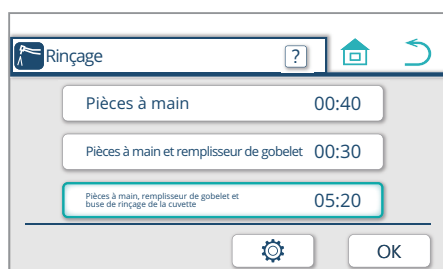 Rinçage ?
Pièces à main 00:40
Pièces à main et remplisseur de gobelet 00:30
Pièces à main, remplisseur de gobelet et
buse de rinçage de la cuvette 05:20
OK